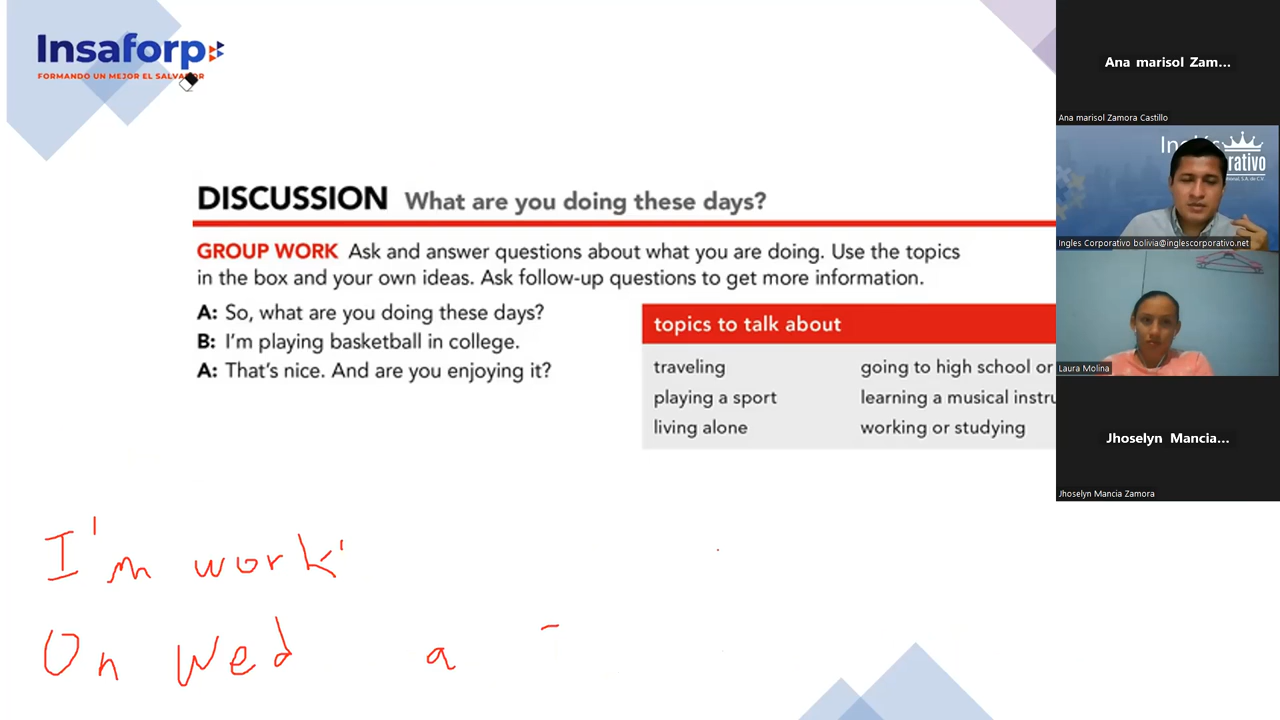 Insaforp
FORMANDO UN MEJOR EL SALVADOR
DISCUSSION What are you doing these days?
GROUP WORK Ask and answer questions about what you are doing. Use the topics
in the box and your own ideas. Ask follow-up questions to get more information.
A: So, what are you doing these days?
B: I'm playing basketball in college.
A: That's nice. And are you enjoying it?
topics to talk about
traveling going to high school or
playing a sport learning a musical instru
living alone working or studying
I'm work
On Wed a
Ana marisol Zam...
Ana marisol Zamora Castillo
Ingles Corporativo bolivia@inglescorporativo.net
Laura Molina
Jhoselyn Mancia...
Jhoselyn Mancia Zamora